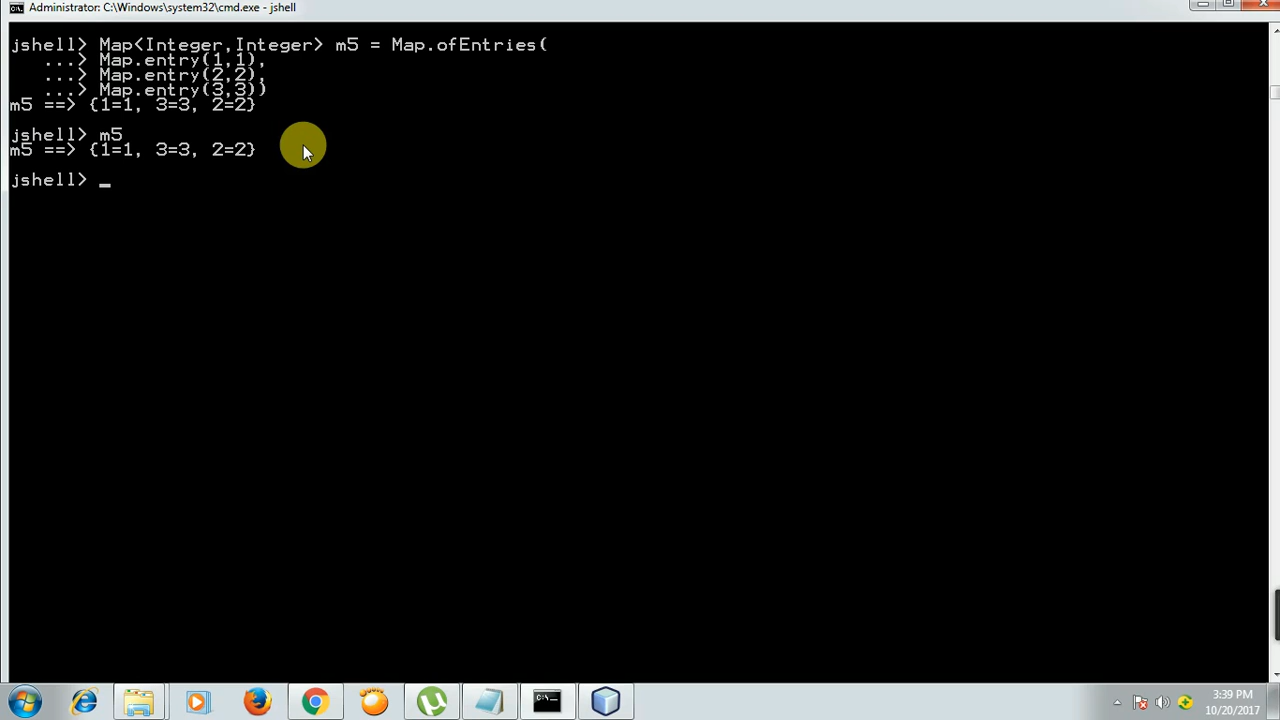 Administrator: C:\Windows\system32\cmd.exe - jshell
jshell> Map<Integer,Integer> m5 = Map.ofEntries(
...> Map.entry(1,1),
...> Map.entry(2,2),
...> Map.entry(3,3))
m5 ==> {1=1, 3=3, 2=2}
jshell> m5
m5 ==> {1=1, 3=3, 2=2}
jshell> _
3:39 PM
10/20/2017